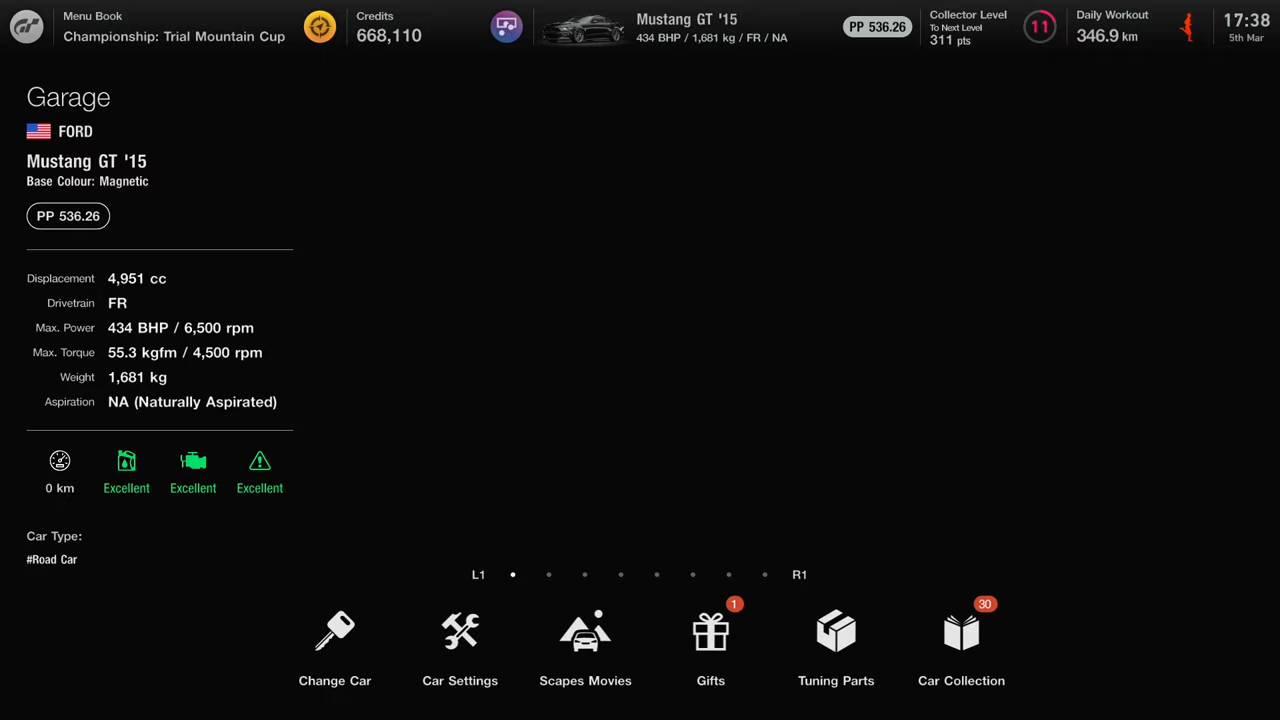 Menu Book
Championship: Trial Mountain Cup
Credits
668,110
Mustang GT '15
434 BHP / 1,681 kg / FR / NA
PP 536.26
Collector Level
To Next Level
311 pts
11
Daily Workout
346.9 km
17:38
5th Mar
Garage
FORD
Mustang GT '15
Base Colour: Magnetic
PP 536.26
Displacement 4,951 cc
Drivetrain FR
Max. Power 434 BHP / 6,500 rpm
Max. Torque 55.3 kgfm / 4,500 rpm
Weight 1,681 kg
Aspiration NA (Naturally Aspirated)
0 km Excellent Excellent Excellent
Car Type:
#Road Car
L1 R1
1 30
Change Car Car Settings Scapes Movies Gifts Tuning Parts Car Collection